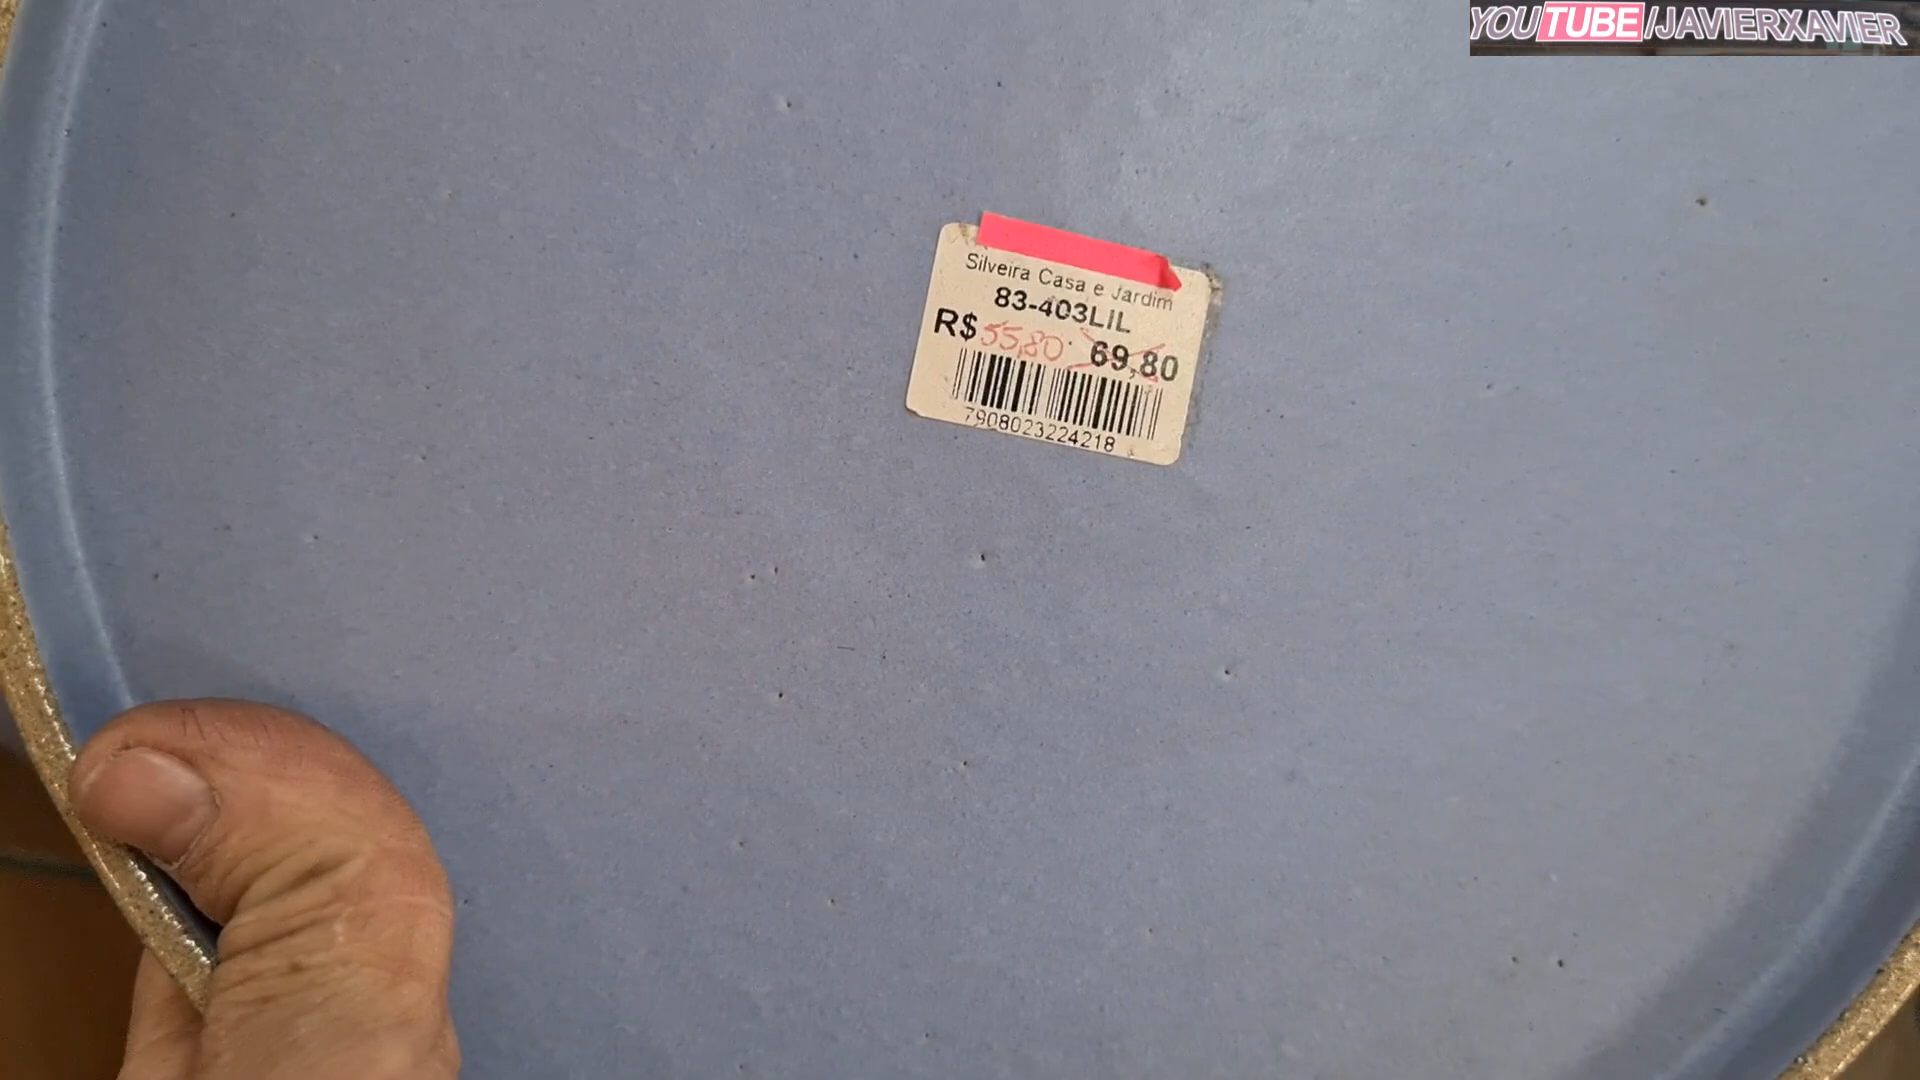 YOUTUBE/JAVIERXAVIER
Silveira Casa e Jardim
83-403LIL
R$ 55,80 69,80
7908023224218